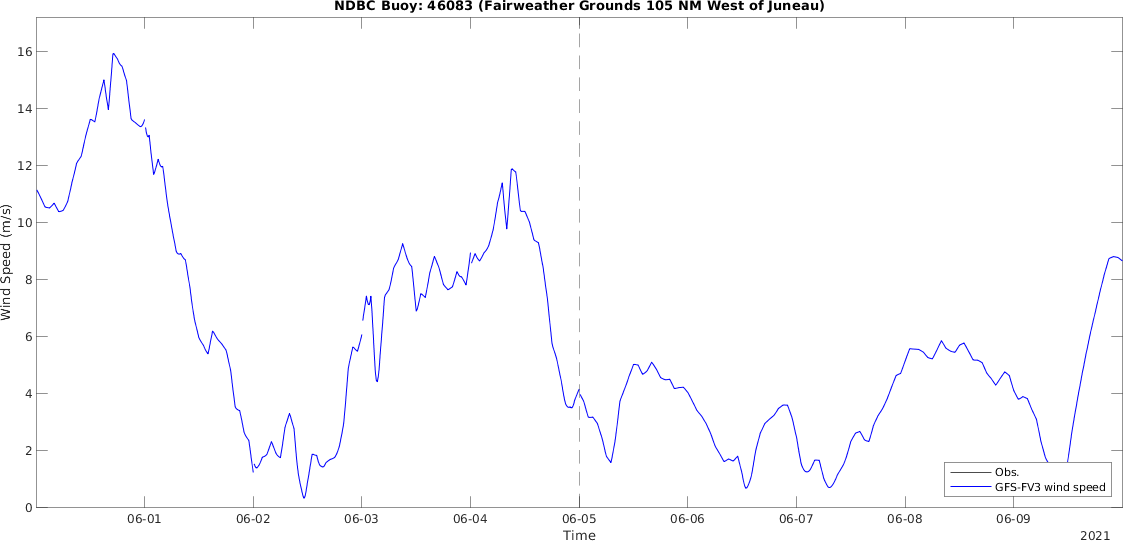 NDBC Buoy: 46083 (Fairweather Grounds 105 NM West of Juneau)
Wind Speed (m/s)
16
14
12
10
8
6
4
2
0
06-01 06-02 06-03 06-04 06-05 06-06 06-07 06-08 06-09
Time
2021
Obs.
GFS-FV3 wind speed